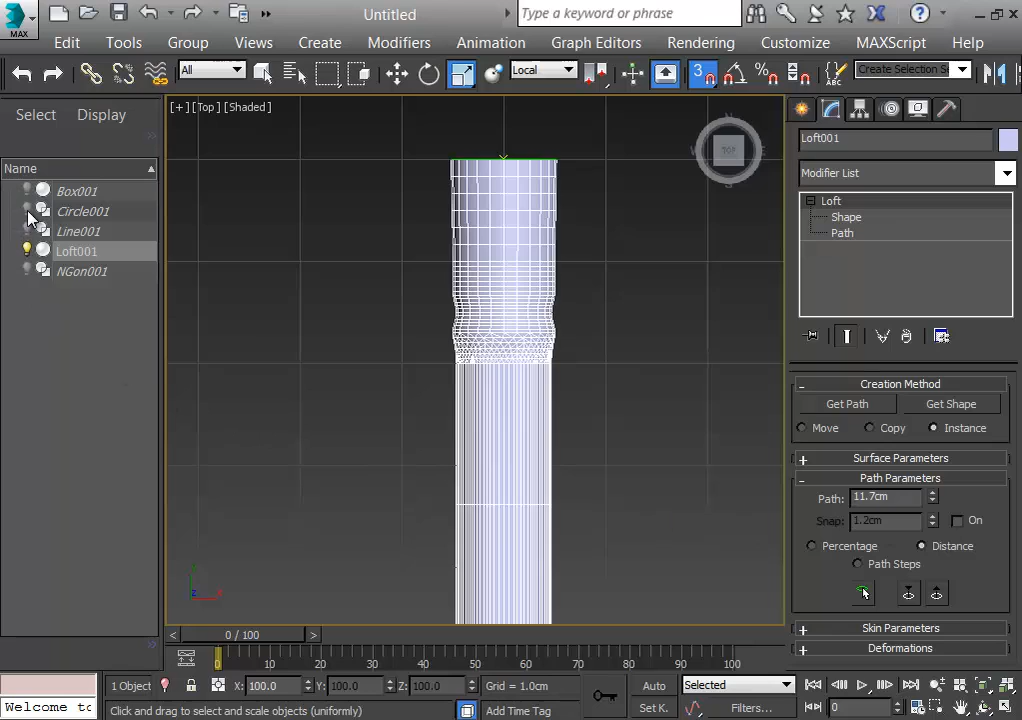 Untitled
Type a keyword or phrase
MAX
Edit Tools Group Views Create Modifiers Animation Graph Editors Rendering Customize MAXScript Help
All
Local
3
Create Selection Se
Select Display
[+] [Top] [Shaded]
Name
Box001
Circle001
Line001
Loft001
NGon001
TOP
Loft001
Modifier List
Loft
Shape
Path
Creation Method
Get Path Get Shape
Move Copy Instance
Surface Parameters
Path Parameters
Path: 11.7cm
Snap: 1.2cm On
Percentage Distance
Path Steps
Skin Parameters
Deformations
0 / 100
0 10 20 30 40 50 60 70 80 90 100
1 Object X: 100.0 Y: 100.0 Z: 100.0 Grid = 1.0cm Auto Selected
Welcome to Click and drag to select and scale objects (uniformly) Add Time Tag Set K. Filters... 0